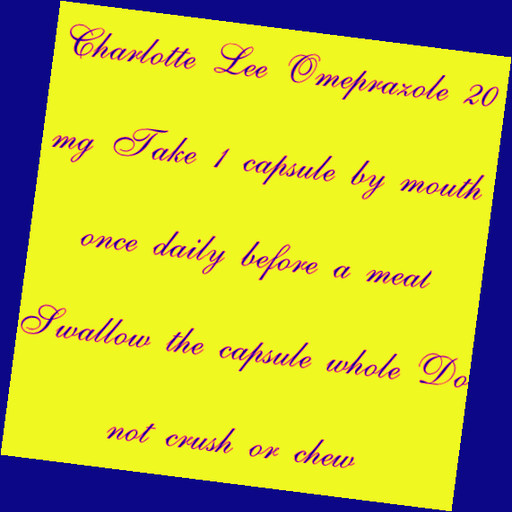 Charlotte Lee Omeprazole 20
mg Take 1 capsule by mouth
once daily before a meal
Swallow the capsule whole Do
not crush or chew